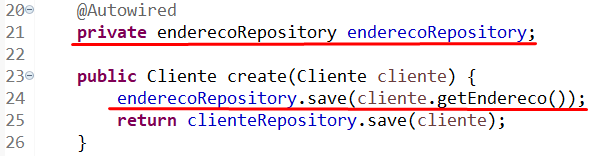 20 @Autowired
21 private enderecoRepository enderecoRepository;
22
23 public Cliente create(Cliente cliente) {
24 enderecoRepository.save(cliente.getEndereco());
25 return clienteRepository.save(cliente);
26 }